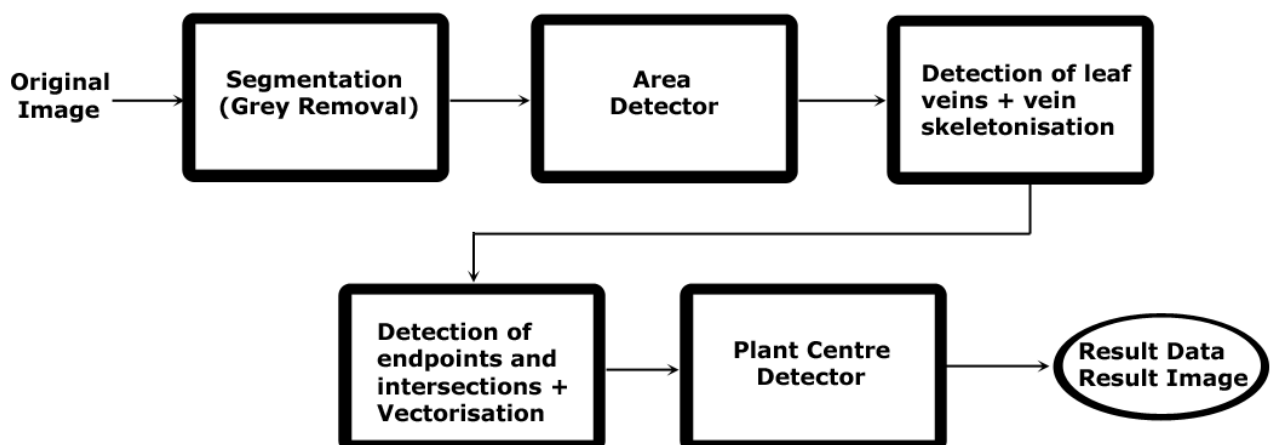 Original
Image
Segmentation
(Grey Removal)
Area
Detector
Detection of leaf
veins + vein
skeletonisation
Detection of
endpoints and
intersections +
Vectorisation
Plant Centre
Detector
Result Data
Result Image